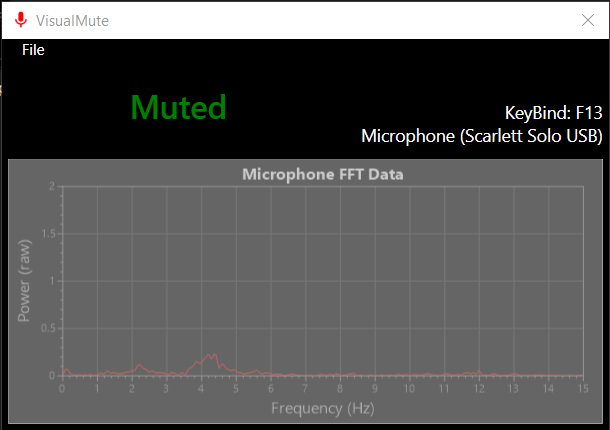 VisualMute
File
Muted
KeyBind: F13
Microphone (Scarlett Solo USB)
Microphone FFT Data
2
1.5
1
0.5
0
Power (raw)
0 1 2 3 4 5 6 7 8 9 10 11 12 13 14 15
Frequency (Hz)